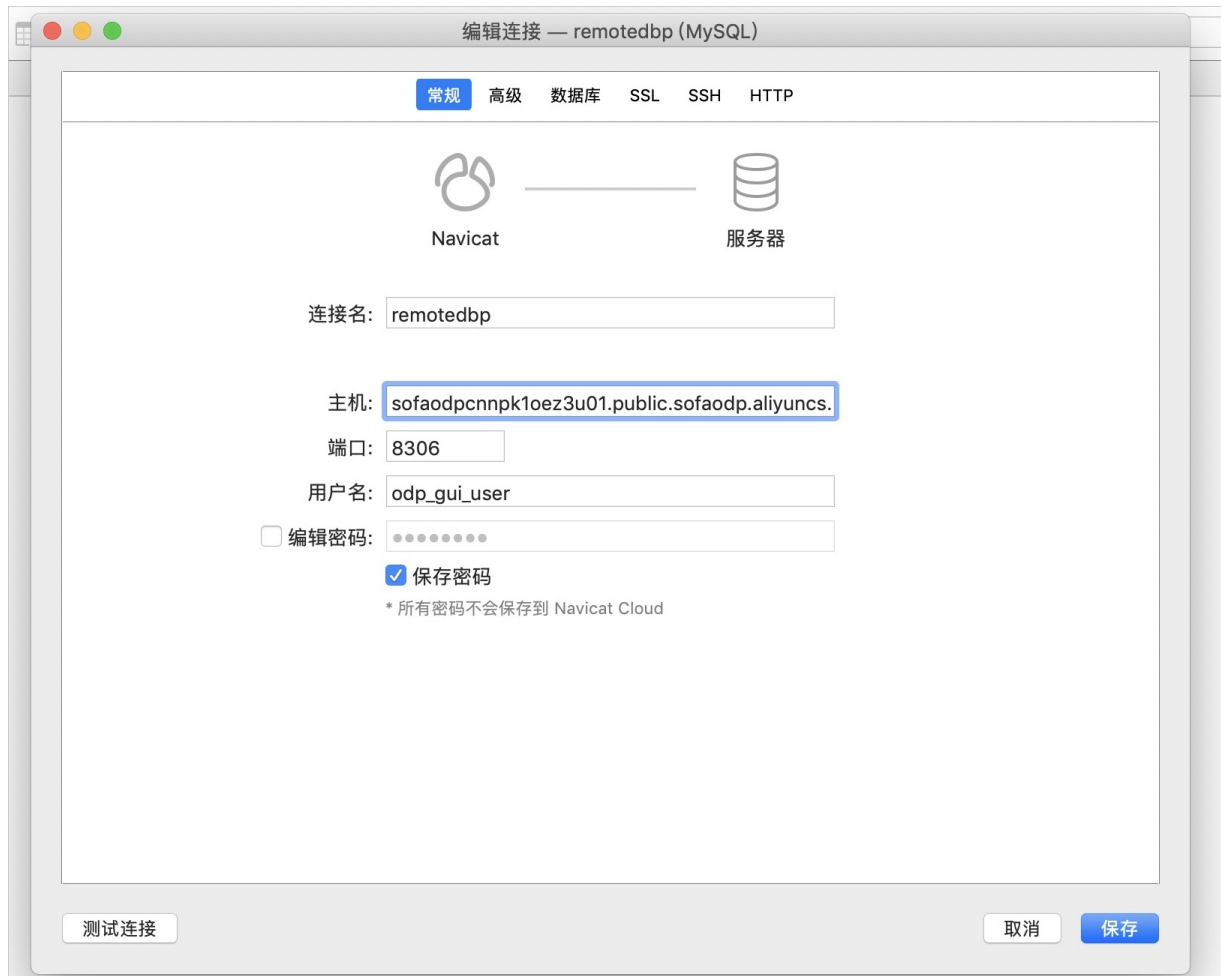 编辑连接 — remotedbp (MySQL)
常规 高级 数据库 SSL SSH HTTP
Navicat 服务器
连接名: remotedbp
主机: sofaodpcnnpk1oez3u01.public.sofaodp.aliyuncs.
端口: 8306
用户名: odp_gui_user
编辑密码: ●●●●●●●●
保存密码
* 所有密码不会保存到 Navicat Cloud
测试连接 取消 保存